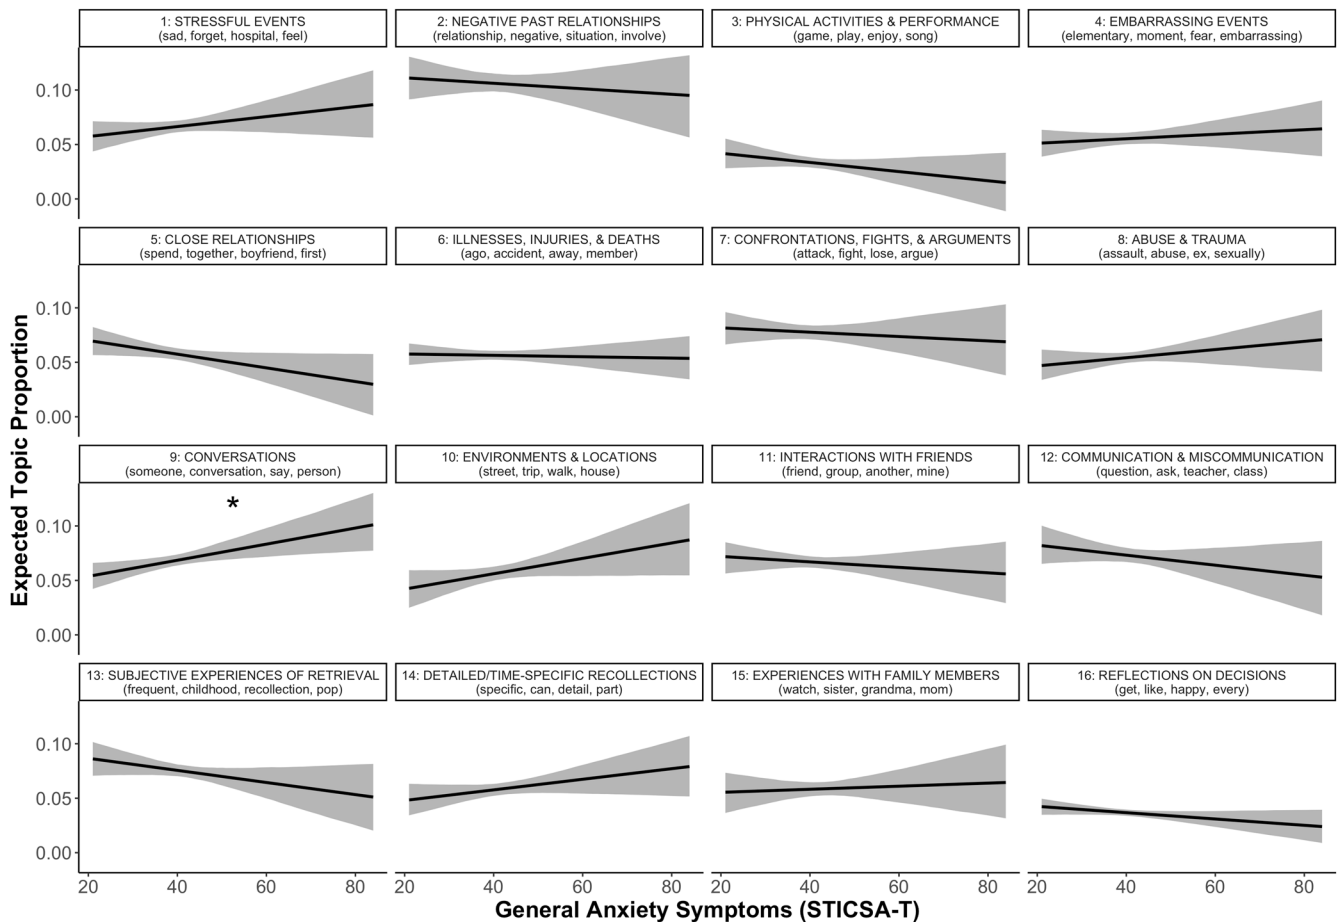 1: STRESSFUL EVENTS
(sad, forget, hospital, feel)
2: NEGATIVE PAST RELATIONSHIPS
(relationship, negative, situation, involve)
3: PHYSICAL ACTIVITIES & PERFORMANCE
(game, play, enjoy, song)
4: EMBARRASSING EVENTS
(elementary, moment, fear, embarrassing)
0.10
0.05
0.00
5: CLOSE RELATIONSHIPS
(spend, together, boyfriend, first)
6: ILLNESSES, INJURIES, & DEATHS
(ago, accident, away, member)
7: CONFRONTATIONS, FIGHTS, & ARGUMENTS
(attack, fight, lose, argue)
8: ABUSE & TRAUMA
(assault, abuse, ex, sexually)
0.10
0.05
0.00
Expected Topic Proportion
9: CONVERSATIONS
(someone, conversation, say, person)
10: ENVIRONMENTS & LOCATIONS
(street, trip, walk, house)
11: INTERACTIONS WITH FRIENDS
(friend, group, another, mine)
12: COMMUNICATION & MISCOMMUNICATION
(question, ask, teacher, class)
*
0.10
0.05
0.00
13: SUBJECTIVE EXPERIENCES OF RETRIEVAL
(frequent, childhood, recollection, pop)
14: DETAILED/TIME-SPECIFIC RECOLLECTIONS
(specific, can, detail, part)
15: EXPERIENCES WITH FAMILY MEMBERS
(watch, sister, grandma, mom)
16: REFLECTIONS ON DECISIONS
(get, like, happy, every)
0.10
0.05
0.00
20 40 60 80 20 40 60 80 20 40 60 80 20 40 60 80
General Anxiety Symptoms (STICSA-T)